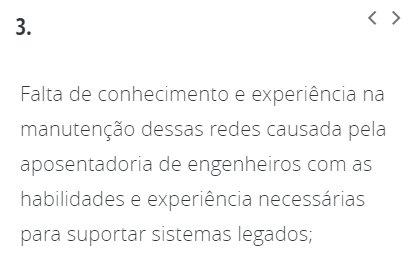 3.
Falta de conhecimento e experiência na
manutenção dessas redes causada pela
aposentadoria de engenheiros com as
habilidades e experiência necessárias
para suportar sistemas legados;